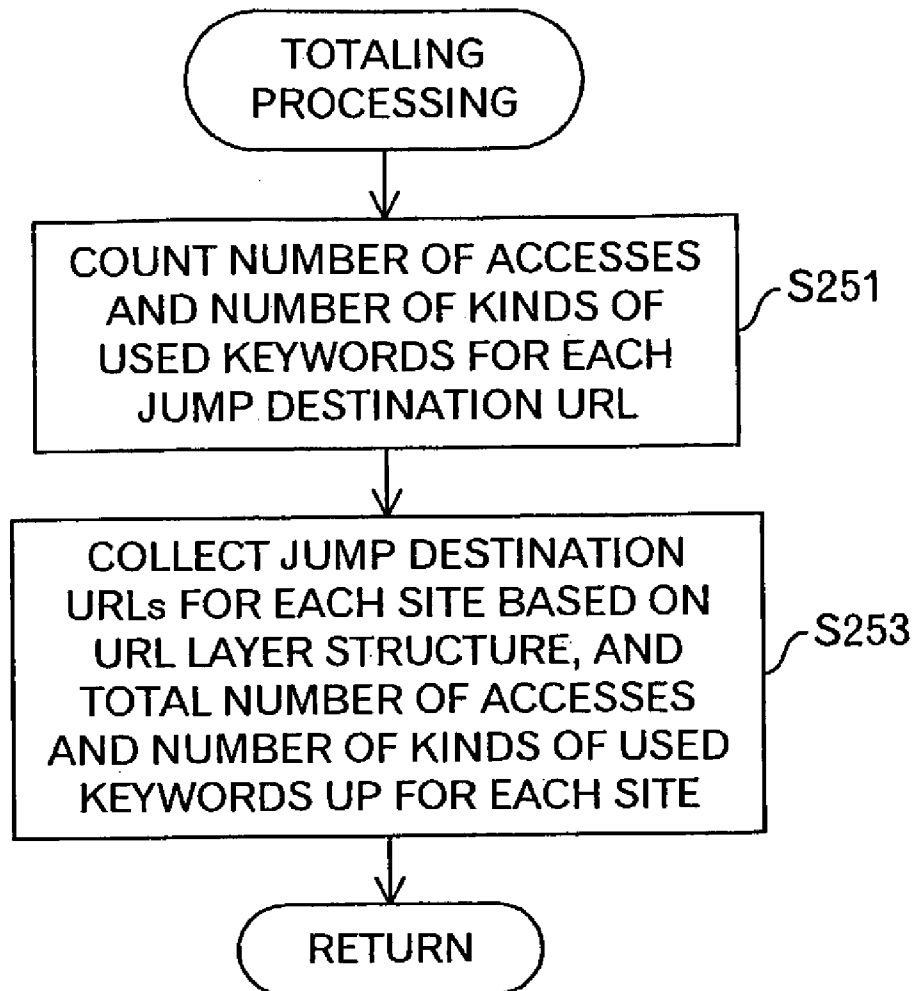 TOTALING
PROCESSING
COUNT NUMBER OF ACCESSES
AND NUMBER OF KINDS OF
USED KEYWORDS FOR EACH
JUMP DESTINATION URL
S251
COLLECT JUMP DESTINATION
URLs FOR EACH SITE BASED ON
URL LAYER STRUCTURE, AND
TOTAL NUMBER OF ACCESSES
AND NUMBER OF KINDS OF USED
KEYWORDS UP FOR EACH SITE
S253
RETURN